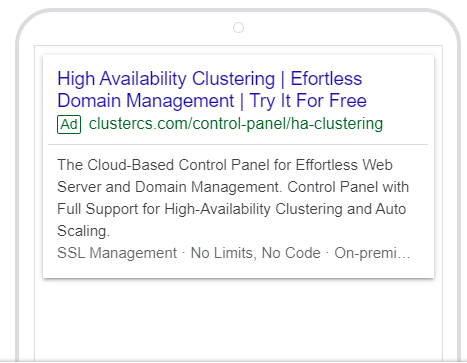 High Availability Clustering | Efortless
Domain Management | Try It For Free
Ad clustercs.com/control-panel/ha-clustering
The Cloud-Based Control Panel for Effortless Web
Server and Domain Management. Control Panel with
Full Support for High-Availability Clustering and Auto
Scaling.
SSL Management · No Limits, No Code · On-premi...